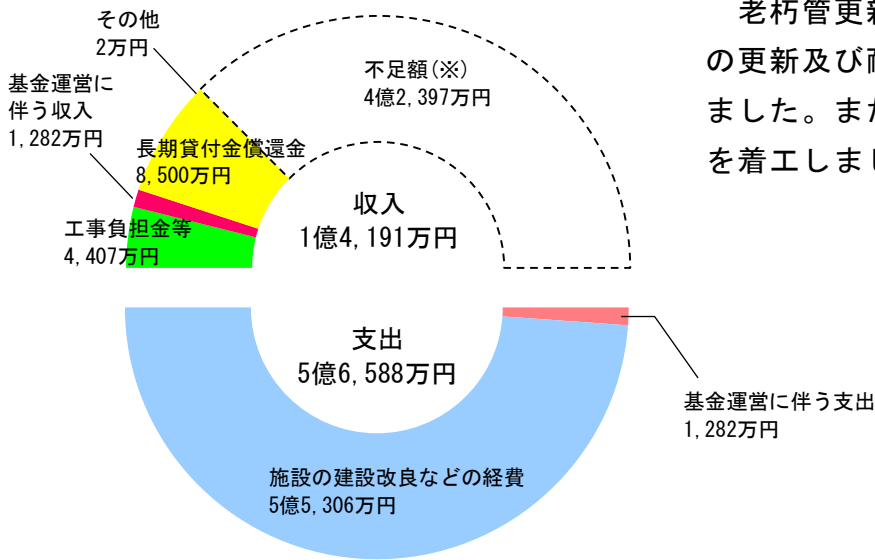 その他
2万円
基金運営に
伴う収入
1,282万円
長期貸付金償還金
8,500万円
工事負担金等
4,407万円
不足額(※)
4億2,397万円
収入
1億4,191万円
支出
5億6,588万円
基金運営に伴う支出
1,282万円
施設の建設改良などの経費
5億5,306万円
老朽管更
の更新及び
ました。ま
を着工しまし